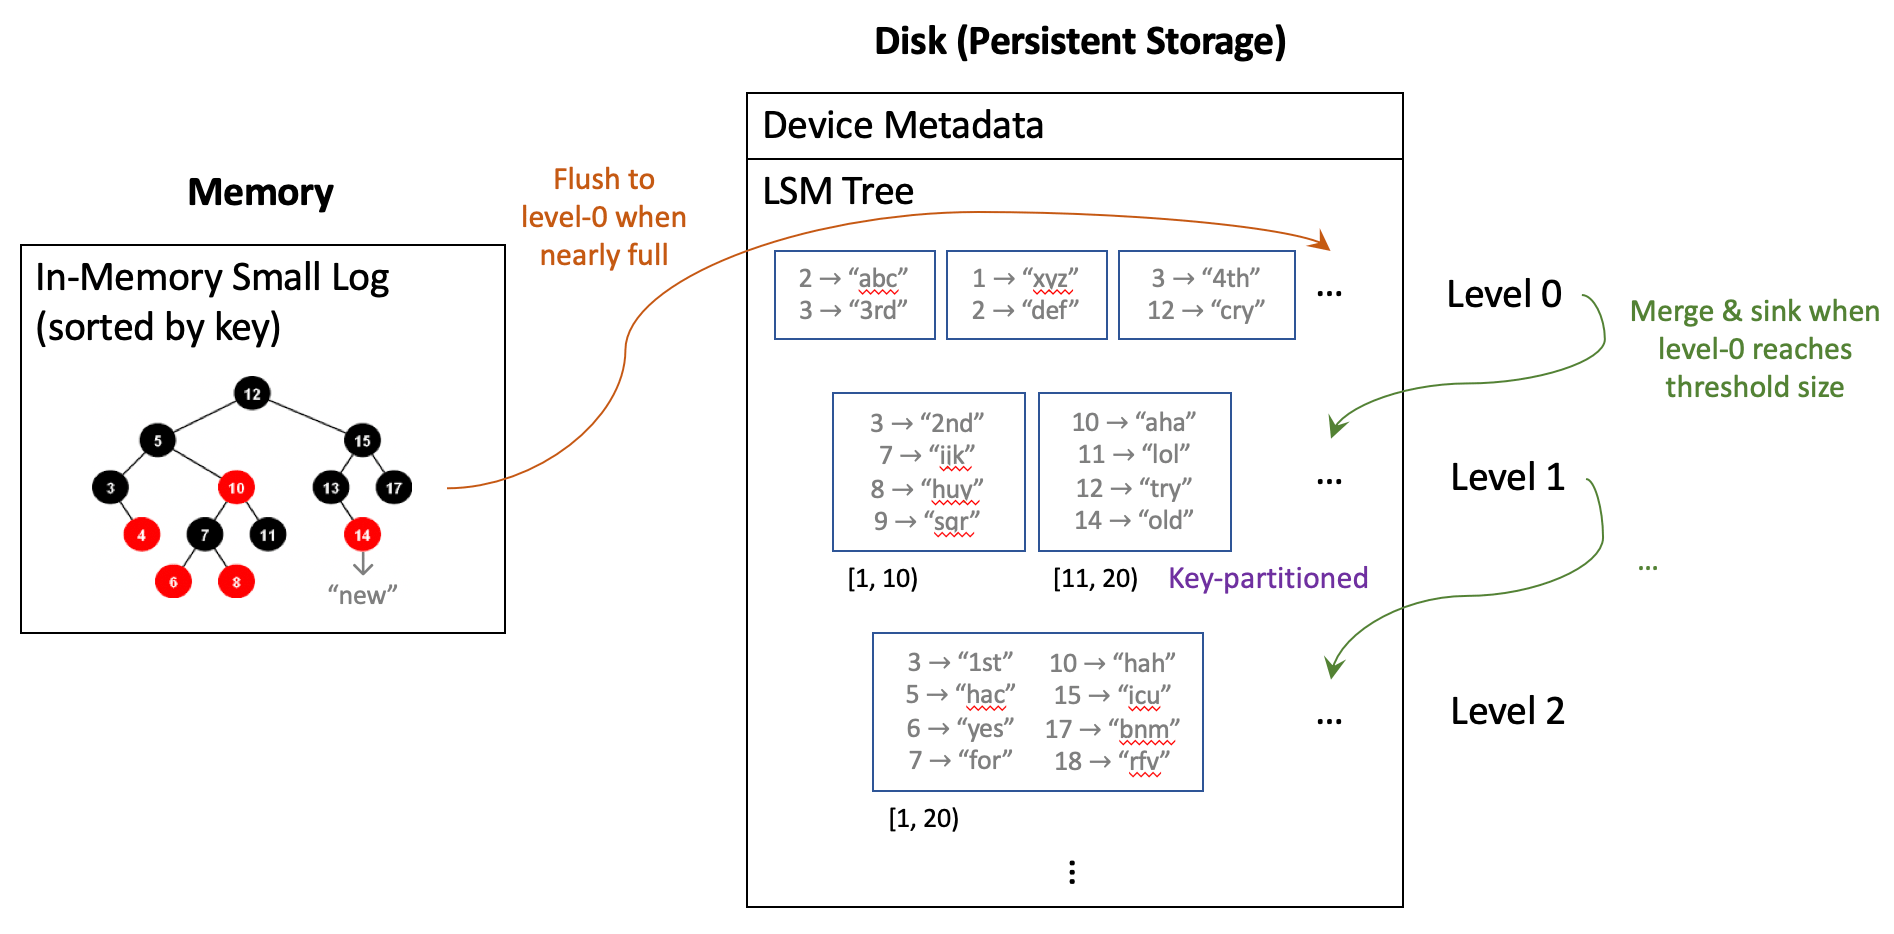 Disk (Persistent Storage)
Device Metadata
LSM Tree
Memory
In-Memory Small Log
(sorted by key)
12
5
15
3
10
13
17
4
7
11
14
6
8
"new"
Flush to
level-0 when
nearly full
2 → “abc”
3 → “3rd”
1 → “xyz”
2 → “def”
3 → “4th”
12 → “cry”
...
Level 0
Merge & sink when
level-0 reaches
threshold size
3 → “2nd”
7 → “ijk”
8 → “huy”
9 → “sqr”
[1, 10)
10 → “aha”
11 → “lol”
12 → “try”
14 → “old”
[11, 20)
Key-partitioned
...
Level 1
...
3 → “1st”
5 → “hac”
6 → “yes”
7 → “for”
10 → “hah”
15 → “icu”
17 → “bnm”
18 → “rfv”
[1, 20)
...
Level 2
...